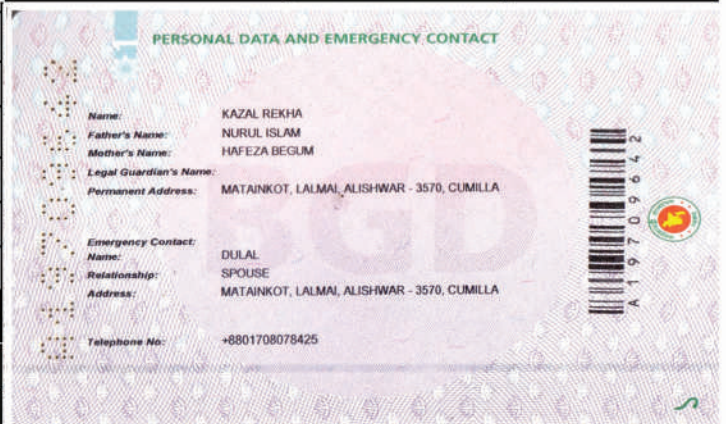 PERSONAL DATA AND EMERGENCY CONTACT
Name: KAZAL REKHA
Father's Name: NURUL ISLAM
Mother's Name: HAFEZA BEGUM
Legal Guardian's Name:
Permanent Address: MATAINKOT, LALMAI, ALISHWAR - 3570, CUMILLA
Emergency Contact:
Name: DULAL
Relationship: SPOUSE
Address: MATAINKOT, LALMAI, ALISHWAR - 3570, CUMILLA
Telephone No: +8801708078425
BGD
A19709642